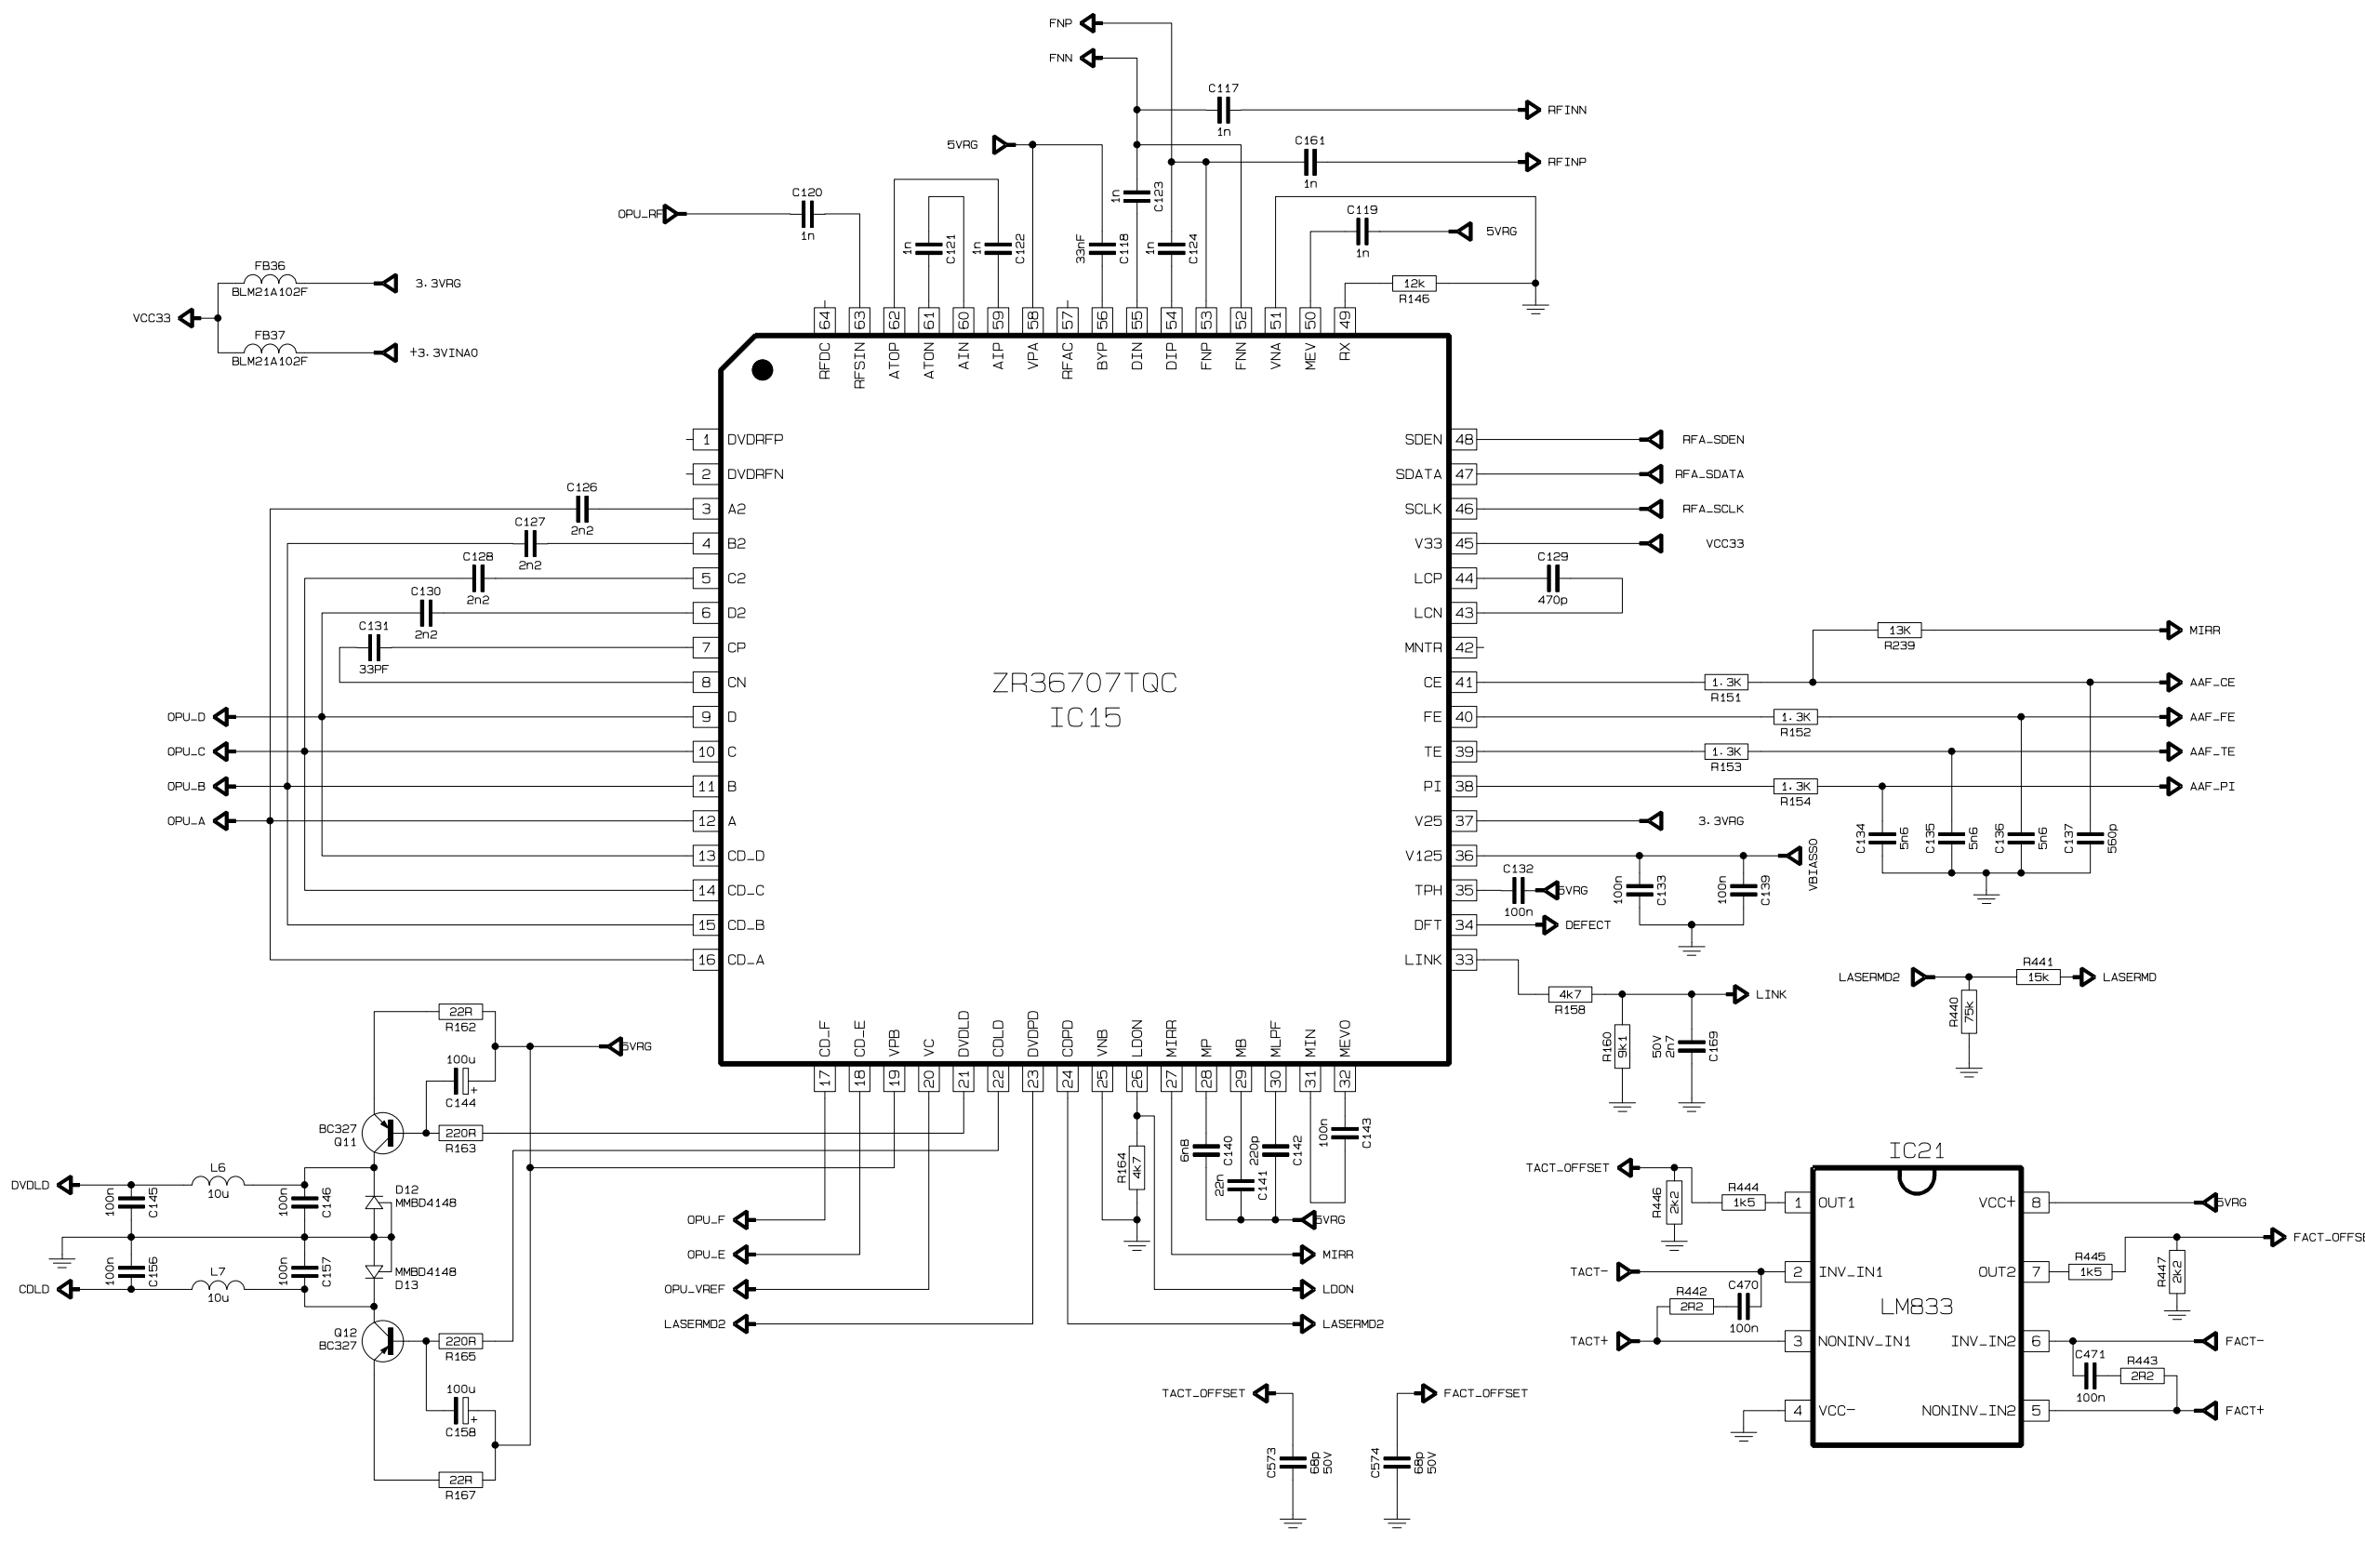 FNP
FNN
C117
1n
RFINN
5VRG
C161
1n
RFINP
C120
1n
OPU_RF
1n
C121
1n
C122
33nF
C118
1n
C123
1n
C124
C119
1n
5VRG
12k
R146
FB36
BLM21A102F
3.3VRG
VCC33
FB37
BLM21A102F
+3.3VINAO
64 63 62 61 60 59 58 57 56 55 54 53 52 51 50 49
RFDC RFSIN ATOP ATON AIN AIP VPA RFAC BYP DIN DIP FNP FNN VNA MEV RX
1 DVDRFP
2 DVDRFN
3 A2
4 B2
5 C2
6 D2
7 CP
8 CN
9 D
10 C
11 B
12 A
13 CD_D
14 CD_C
15 CD_B
16 CD_A
C126
2n2
C127
2n2
C128
2n2
C130
2n2
C131
33PF
OPU_D
OPU_C
OPU_B
OPU_A
ZR36707TQC
IC15
SDEN 48 RFA_SDEN
SDATA 47 RFA_SDATA
SCLK 46 RFA_SCLK
V33 45 VCC33
LCP 44
LCN 43
MNTR 42
CE 41
FE 40
TE 39
PI 38
V25 37 3.3VRG
V125 36
TPH 35
DFT 34 DEFECT
LINK 33
C129
470p
13K
R239
MIRR
1.3K
R151
AAF_CE
1.3K
R152
AAF_FE
1.3K
R153
AAF_TE
1.3K
R154
AAF_PI
C134
5n6
C135
5n6
C136
5n6
C137
560p
VBIASSO
C132
100n
5VRG
100n
C133
100n
C139
4k7
R158
LINK
R160
9k1
50V
2n7
C169
LASERMD2
R441
15k
LASERMD
R440
75k
CD_F CD_E VPB VC DVDLD CDLD DVDPD CDPD VNB LDON MIRR MP MB MLPF MIN MEVO
17 18 19 20 21 22 23 24 25 26 27 28 29 30 31 32
22R
R162
5VRG
100u
+
C144
BC327
Q11
220R
R163
L6
10u
DVDLD
100n
C145
100n
C146
D12
MMBD4148
100n
C156
100n
C157
MMBD4148
D13
CDLD
L7
10u
Q12
BC327
220R
R165
100u
+
C158
22R
R167
R164
4k7
6n8
C140
22n
C141
220p
C142
100n
C143
5VRG
OPU_F
OPU_E
OPU_VREF
LASERMD2
MIRR
LDON
LASERMD2
TACT_OFFSET
C573
68p
50V
FACT_OFFSET
C574
68p
50V
IC21
LM833
TACT_OFFSET
R446
2k2
R444
1k5
1 OUT1
VCC+ 8
5VRG
TACT-
2 INV_IN1
OUT2 7
R445
1k5
R447
2k2
FACT_OFFSE
R442
2R2
C470
100n
TACT+
3 NONINV_IN1
INV_IN2 6
FACT-
C471
100n
R443
2R2
4 VCC-
NONINV_IN2 5
FACT+